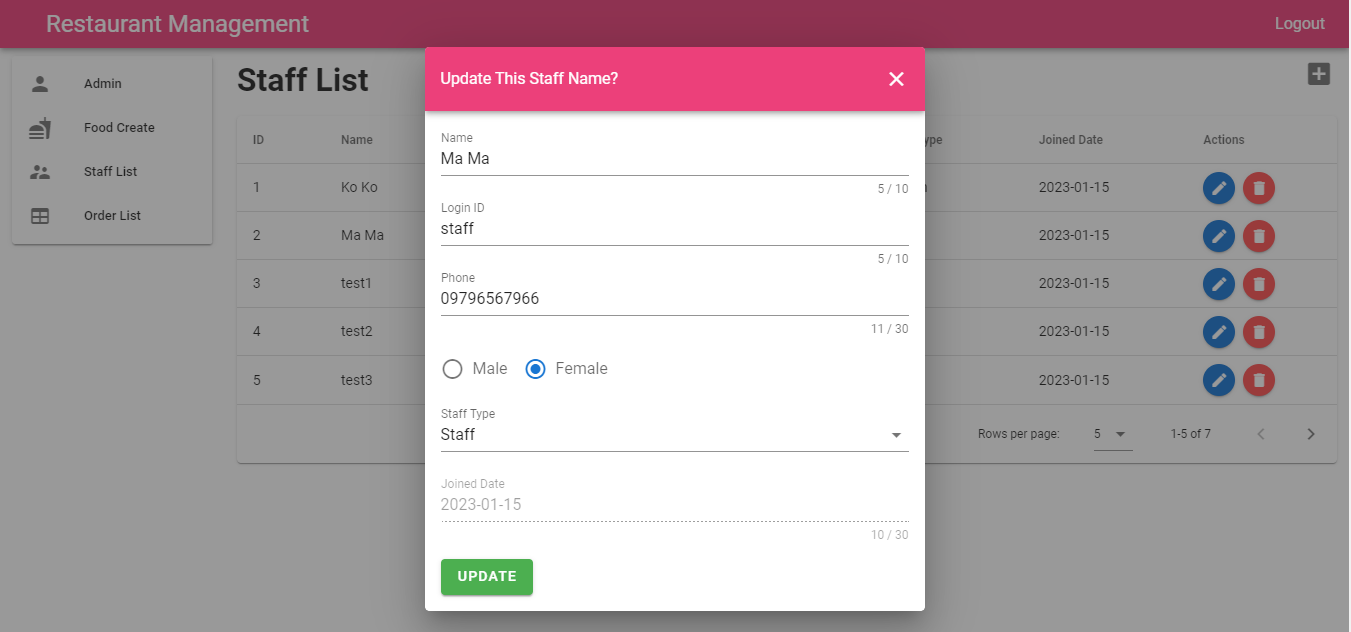 Restaurant Management
Logout
Admin
Food Create
Staff List
Order List
Staff List
ID Name Joined Date Actions
1 Ko Ko 2023-01-15
2 Ma Ma 2023-01-15
3 test1 2023-01-15
4 test2 2023-01-15
5 test3 2023-01-15
Rows per page: 5 1-5 of 7
Update This Staff Name?
Name
Ma Ma
5 / 10
Login ID
staff
5 / 10
Phone
09796567966
11 / 30
Male Female
Staff Type
Staff
Joined Date
2023-01-15
10 / 30
UPDATE